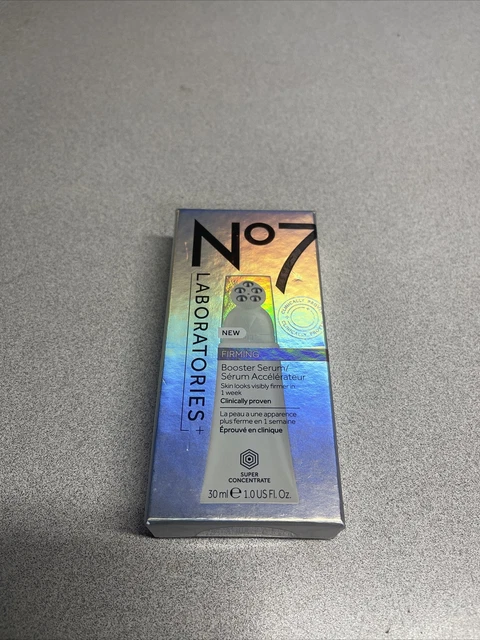 No7
LABORATORIES+
NEW
FIRMING
Booster Serum/
Sérum Accélérateur
Skin looks visibly firmer in
1 week
Clinically proven
La peau a une apparence
plus ferme en 1 semaine
Éprouvé en clinique
SUPER
CONCENTRATE
30 ml ℮ 1.0 US Fl. Oz.